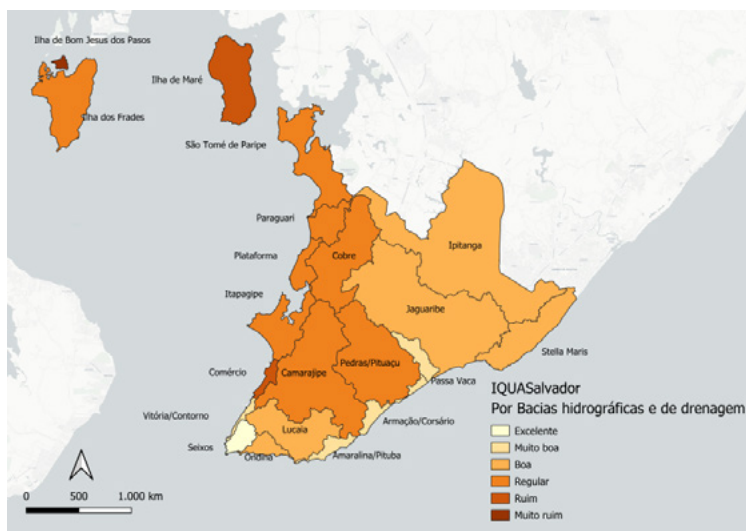 Ilha de Bom Jesus dos Pasos
Ilha de Maré
Ilha dos Frades
São Tomé de Paripe
Paraguari
Ipitanga
Plataforma
Cobre
Itapagipe
Jaguaribe
Stella Maris
Comércio
Camarajipe
Pedras/Pituaçu
Passa Vaca
Vitória/Contorno
Armação/Corsário
Lucaia
Seixos
Ondina
Amaralina/Pituba
IQUASalvador
Por Bacias hidrográficas e de drenagem
Excelente
Muito boa
Boa
Regular
Ruim
Muito ruim
0 500 1.000 km